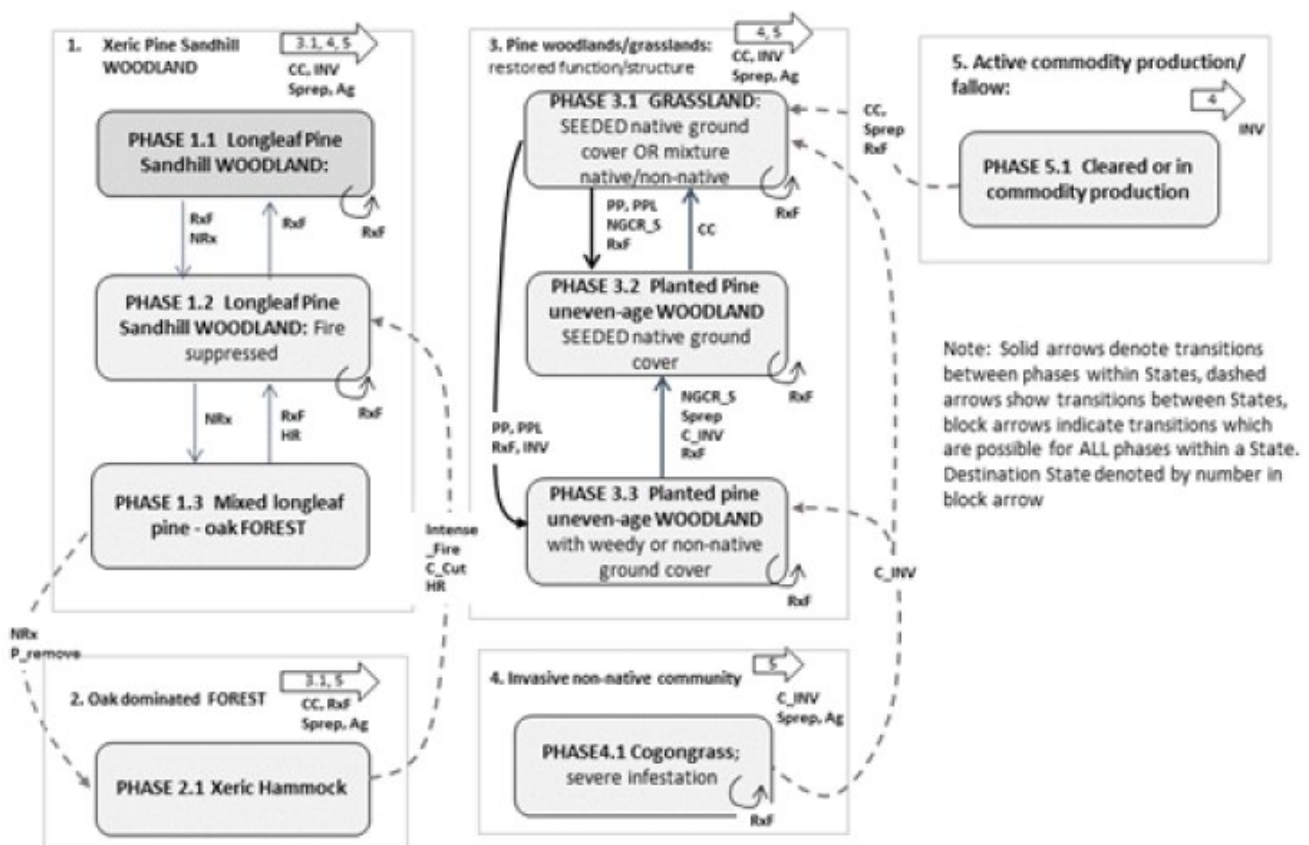 1. Xeric Pine Sandhill
WOODLAND
3.1, 4, 5
CC, INV
Sprep, Ag
PHASE 1.1 Longleaf Pine
Sandhill WOODLAND:
RxF
RxF
NRx
RxF
PHASE 1.2 Longleaf Pine
Sandhill WOODLAND: Fire
suppressed
RxF
NRx
RxF
HR
PHASE 1.3 Mixed longleaf
pine - oak FOREST
NRx
P_remove
Intense
_Fire
C_Cut
HR
2. Oak dominated FOREST
3.1, 5
CC, RxF
Sprep, Ag
PHASE 2.1 Xeric Hammock
3. Pine woodlands/grasslands:
restored function/structure
4, 5
CC, INV
Sprep, Ag
PHASE 3.1 GRASSLAND:
SEEDED native ground
cover OR mixture
native/non-native
RxF
PP, PPL
NGCR_S
RxF
CC
PHASE 3.2 Planted Pine
uneven-age WOODLAND
SEEDED native ground
cover
RxF
PP, PPL
RxF, INV
NGCR_S
Sprep
C_INV
RxF
PHASE 3.3 Planted pine
uneven-age WOODLAND
with weedy or non-native
ground cover
RxF
4. Invasive non-native community
5
C_INV
Sprep, Ag
PHASE4.1 Cogongrass;
severe infestation
RxF
C_INV
CC,
Sprep
RxF
5. Active commodity production/
fallow:
4
INV
PHASE 5.1 Cleared or in
commodity production
Note: Solid arrows denote transitions
between phases within States, dashed
arrows show transitions between States,
block arrows indicate transitions which
are possible for ALL phases within a State.
Destination State denoted by number in
block arrow